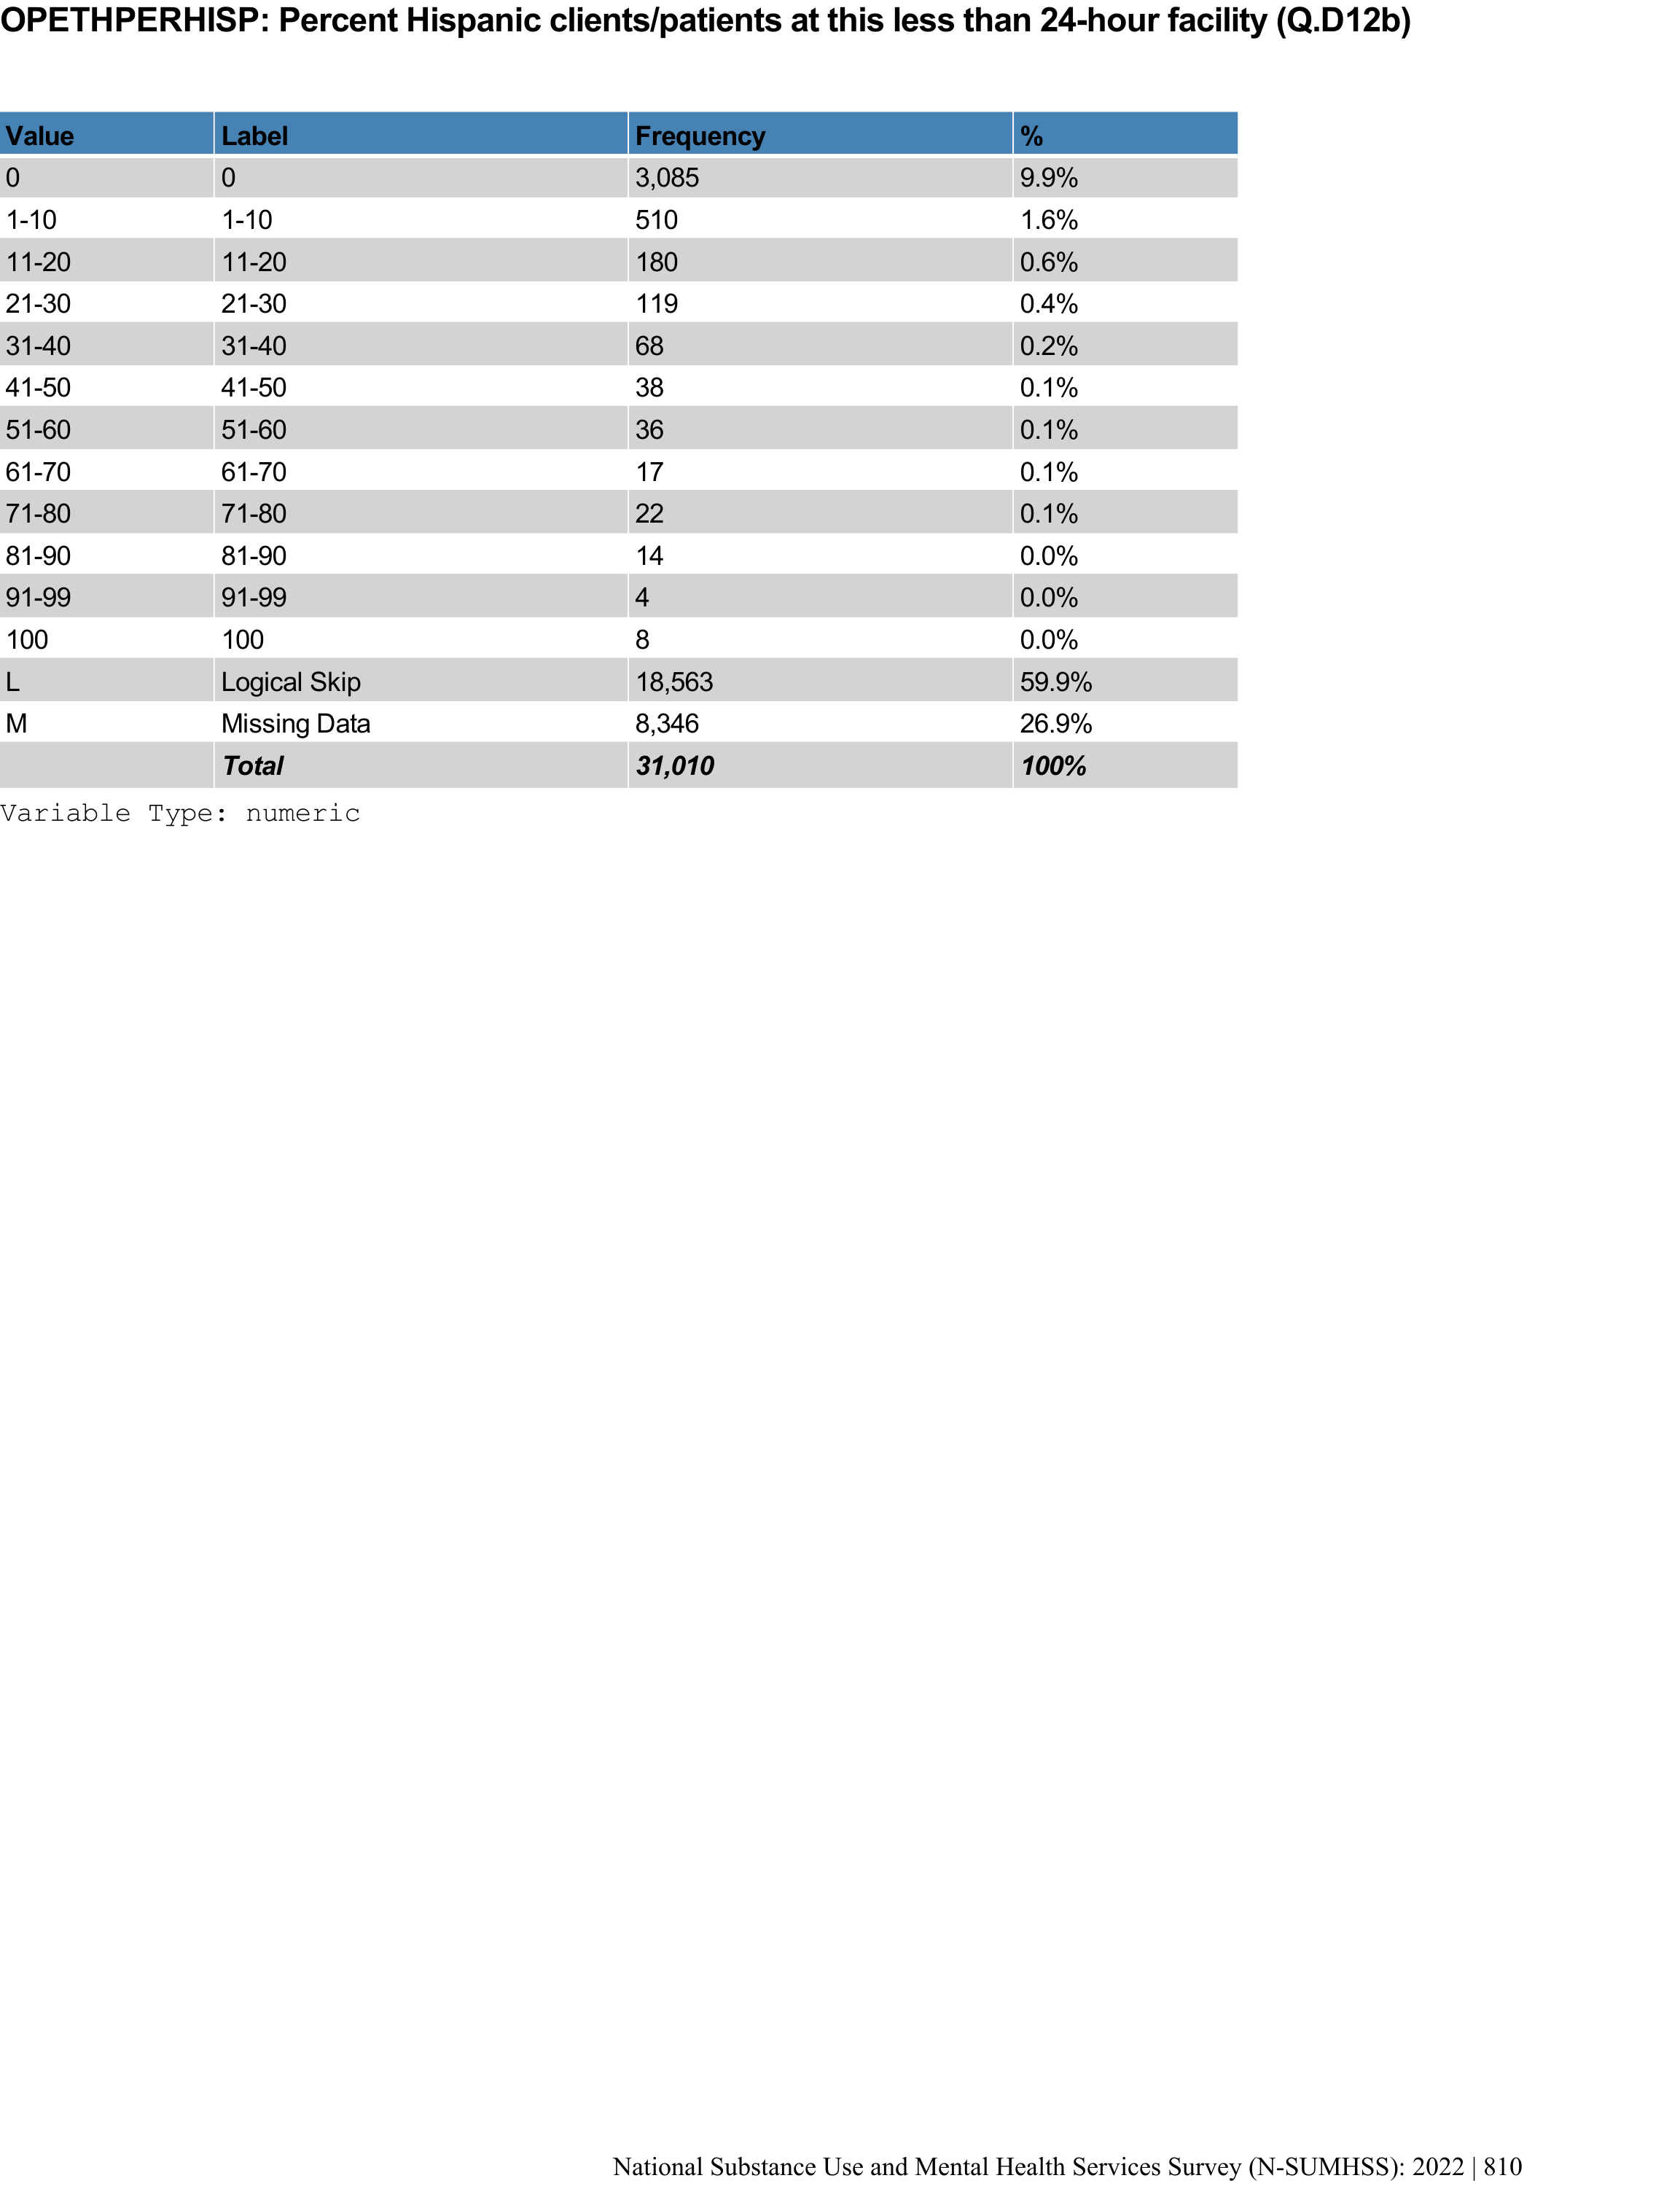 OPETHPERHISP: Percent Hispanic clients/patients at this less than 24-hour facility (Q.D12b)
Value Label Frequency %
0 0 3,085 9.9%
1-10 1-10 510 1.6%
11-20 11-20 180 0.6%
21-30 21-30 119 0.4%
31-40 31-40 68 0.2%
41-50 41-50 38 0.1%
51-60 51-60 36 0.1%
61-70 61-70 17 0.1%
71-80 71-80 22 0.1%
81-90 81-90 14 0.0%
91-99 91-99 4 0.0%
100 100 8 0.0%
L Logical Skip 18,563 59.9%
M Missing Data 8,346 26.9%
Total 31,010 100%
Variable Type: numeric
National Substance Use and Mental Health Services Survey (N-SUMHSS): 2022 | 810